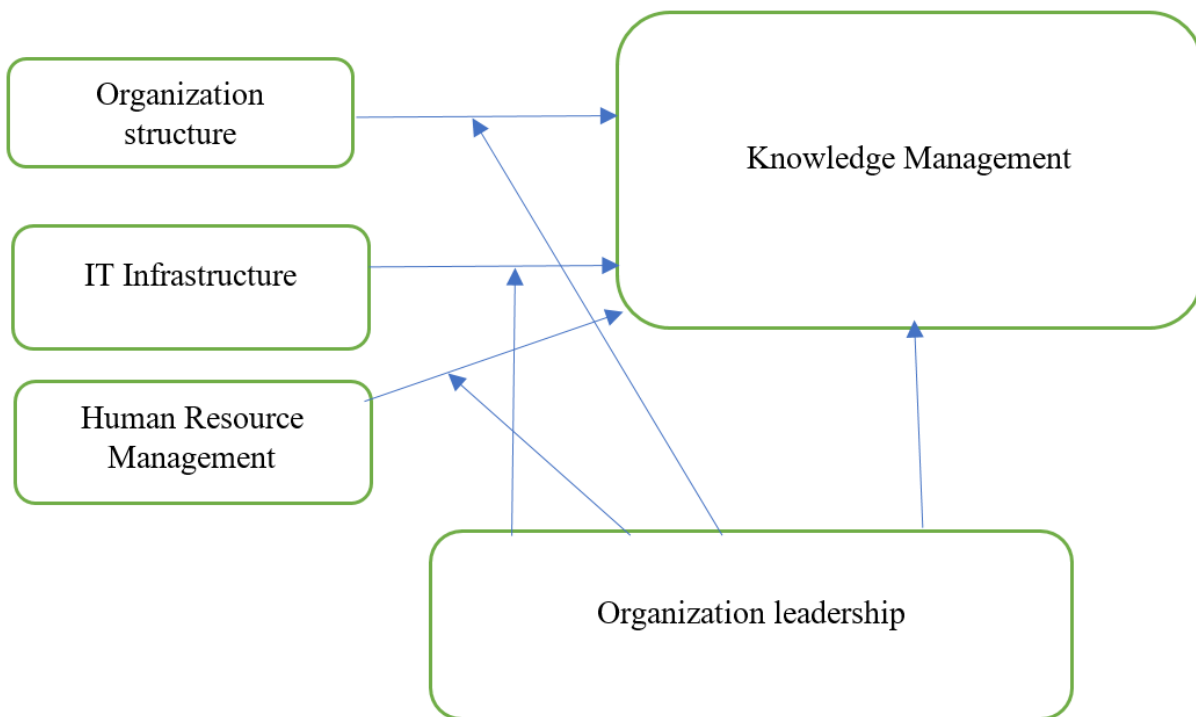 Organization
structure
Knowledge Management
IT Infrastructure
Human Resource
Management
Organization leadership